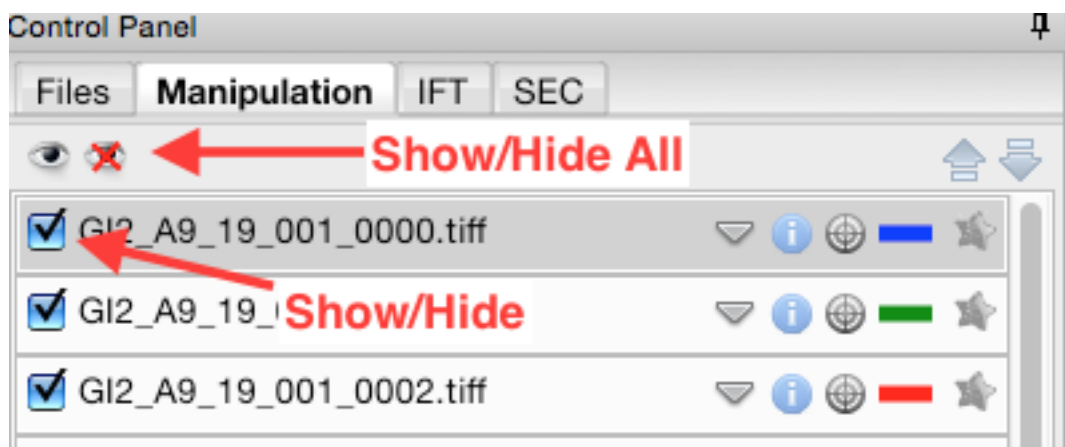 Control Panel
Files Manipulation IFT SEC
Show/Hide All
GI2_A9_19_001_0000.tiff
GI2_A9_19_
Show/Hide
GI2_A9_19_001_0002.tiff